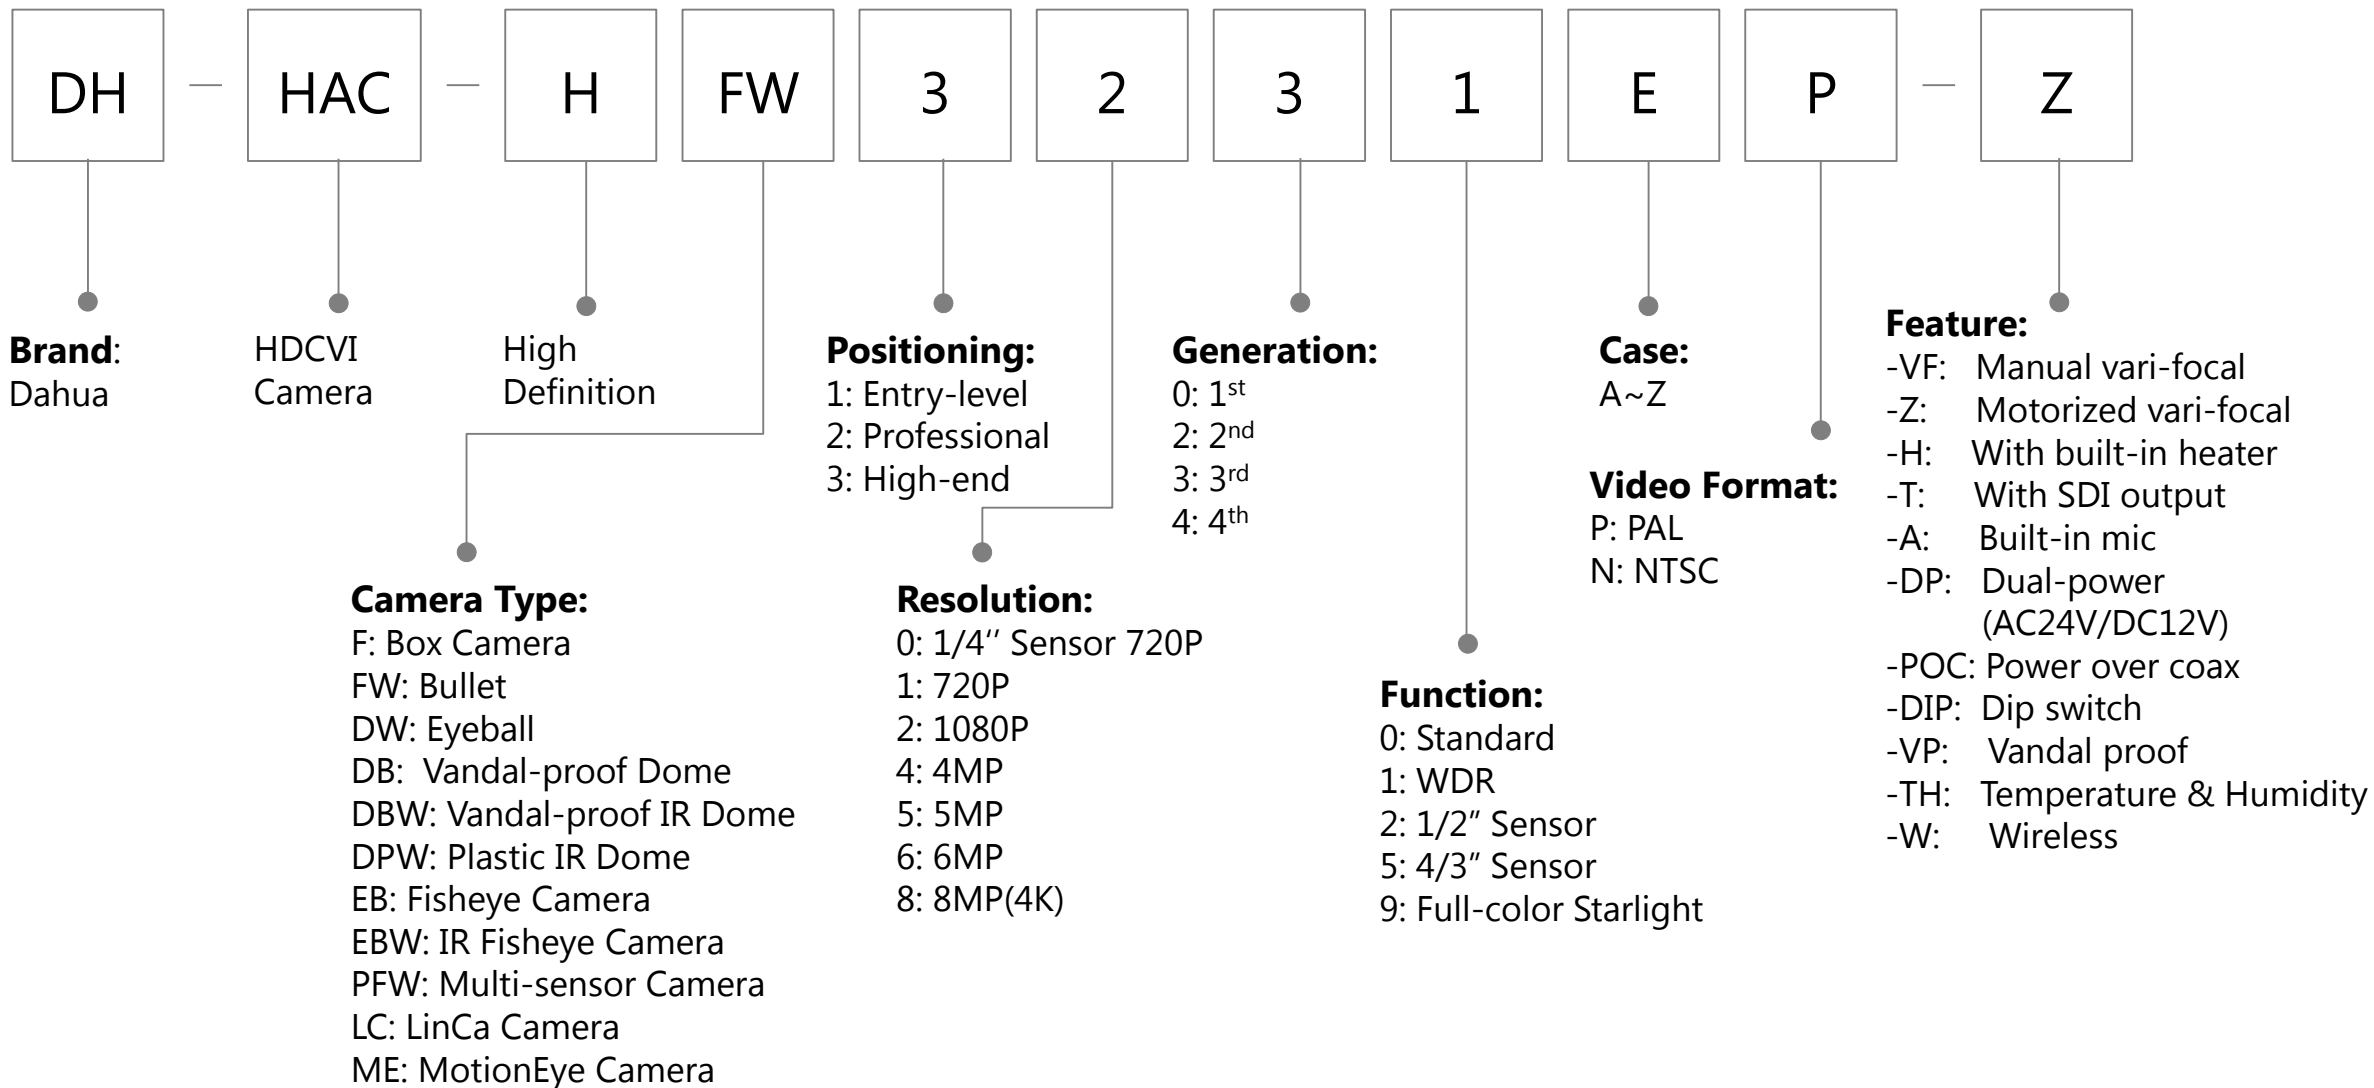 DH — HAC — H FW 3 2 3 1 E P — Z
Brand:
Dahua
HDCVI
Camera
High
Definition
Camera Type:
F: Box Camera
FW: Bullet
DW: Eyeball
DB: Vandal-proof Dome
DBW: Vandal-proof IR Dome
DPW: Plastic IR Dome
EB: Fisheye Camera
EBW: IR Fisheye Camera
PFW: Multi-sensor Camera
LC: LinCa Camera
ME: MotionEye Camera
Positioning:
1: Entry-level
2: Professional
3: High-end
Resolution:
0: 1/4’’ Sensor 720P
1: 720P
2: 1080P
4: 4MP
5: 5MP
6: 6MP
8: 8MP(4K)
Generation:
0: 1st
2: 2nd
3: 3rd
4: 4th
Function:
0: Standard
1: WDR
2: 1/2” Sensor
5: 4/3” Sensor
9: Full-color Starlight
Case:
A~Z
Video Format:
P: PAL
N: NTSC
Feature:
-VF: Manual vari-focal
-Z: Motorized vari-focal
-H: With built-in heater
-T: With SDI output
-A: Built-in mic
-DP: Dual-power
(AC24V/DC12V)
-POC: Power over coax
-DIP: Dip switch
-VP: Vandal proof
-TH: Temperature & Humidity
-W: Wireless